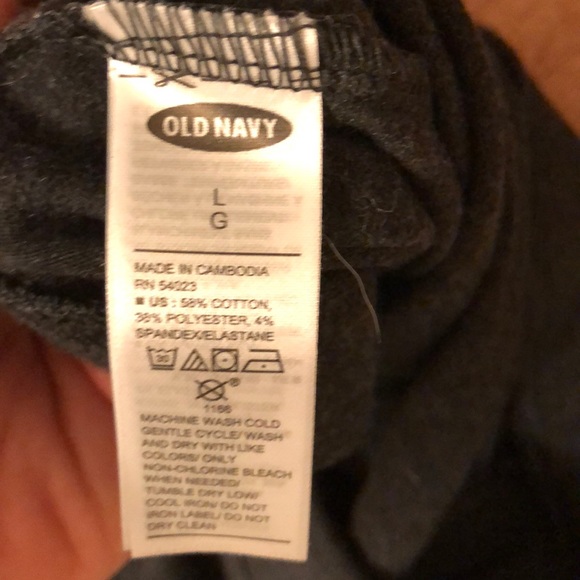 OLD NAVY
L
G
MADE IN CAMBODIA
RN 54023
US : 58% COTTON,
38% POLYESTER, 4%
SPANDEX/ELASTANE
30
®
1166
MACHINE WASH COLD
GENTLE CYCLE/ WASH
AND DRY WITH LIKE
COLORS/ ONLY
NON-CHLORINE BLEACH
WHEN NEEDED/
TUMBLE DRY LOW/
COOL IRON/ DO NOT
IRON LABEL/ DO NOT
DRY CLEAN